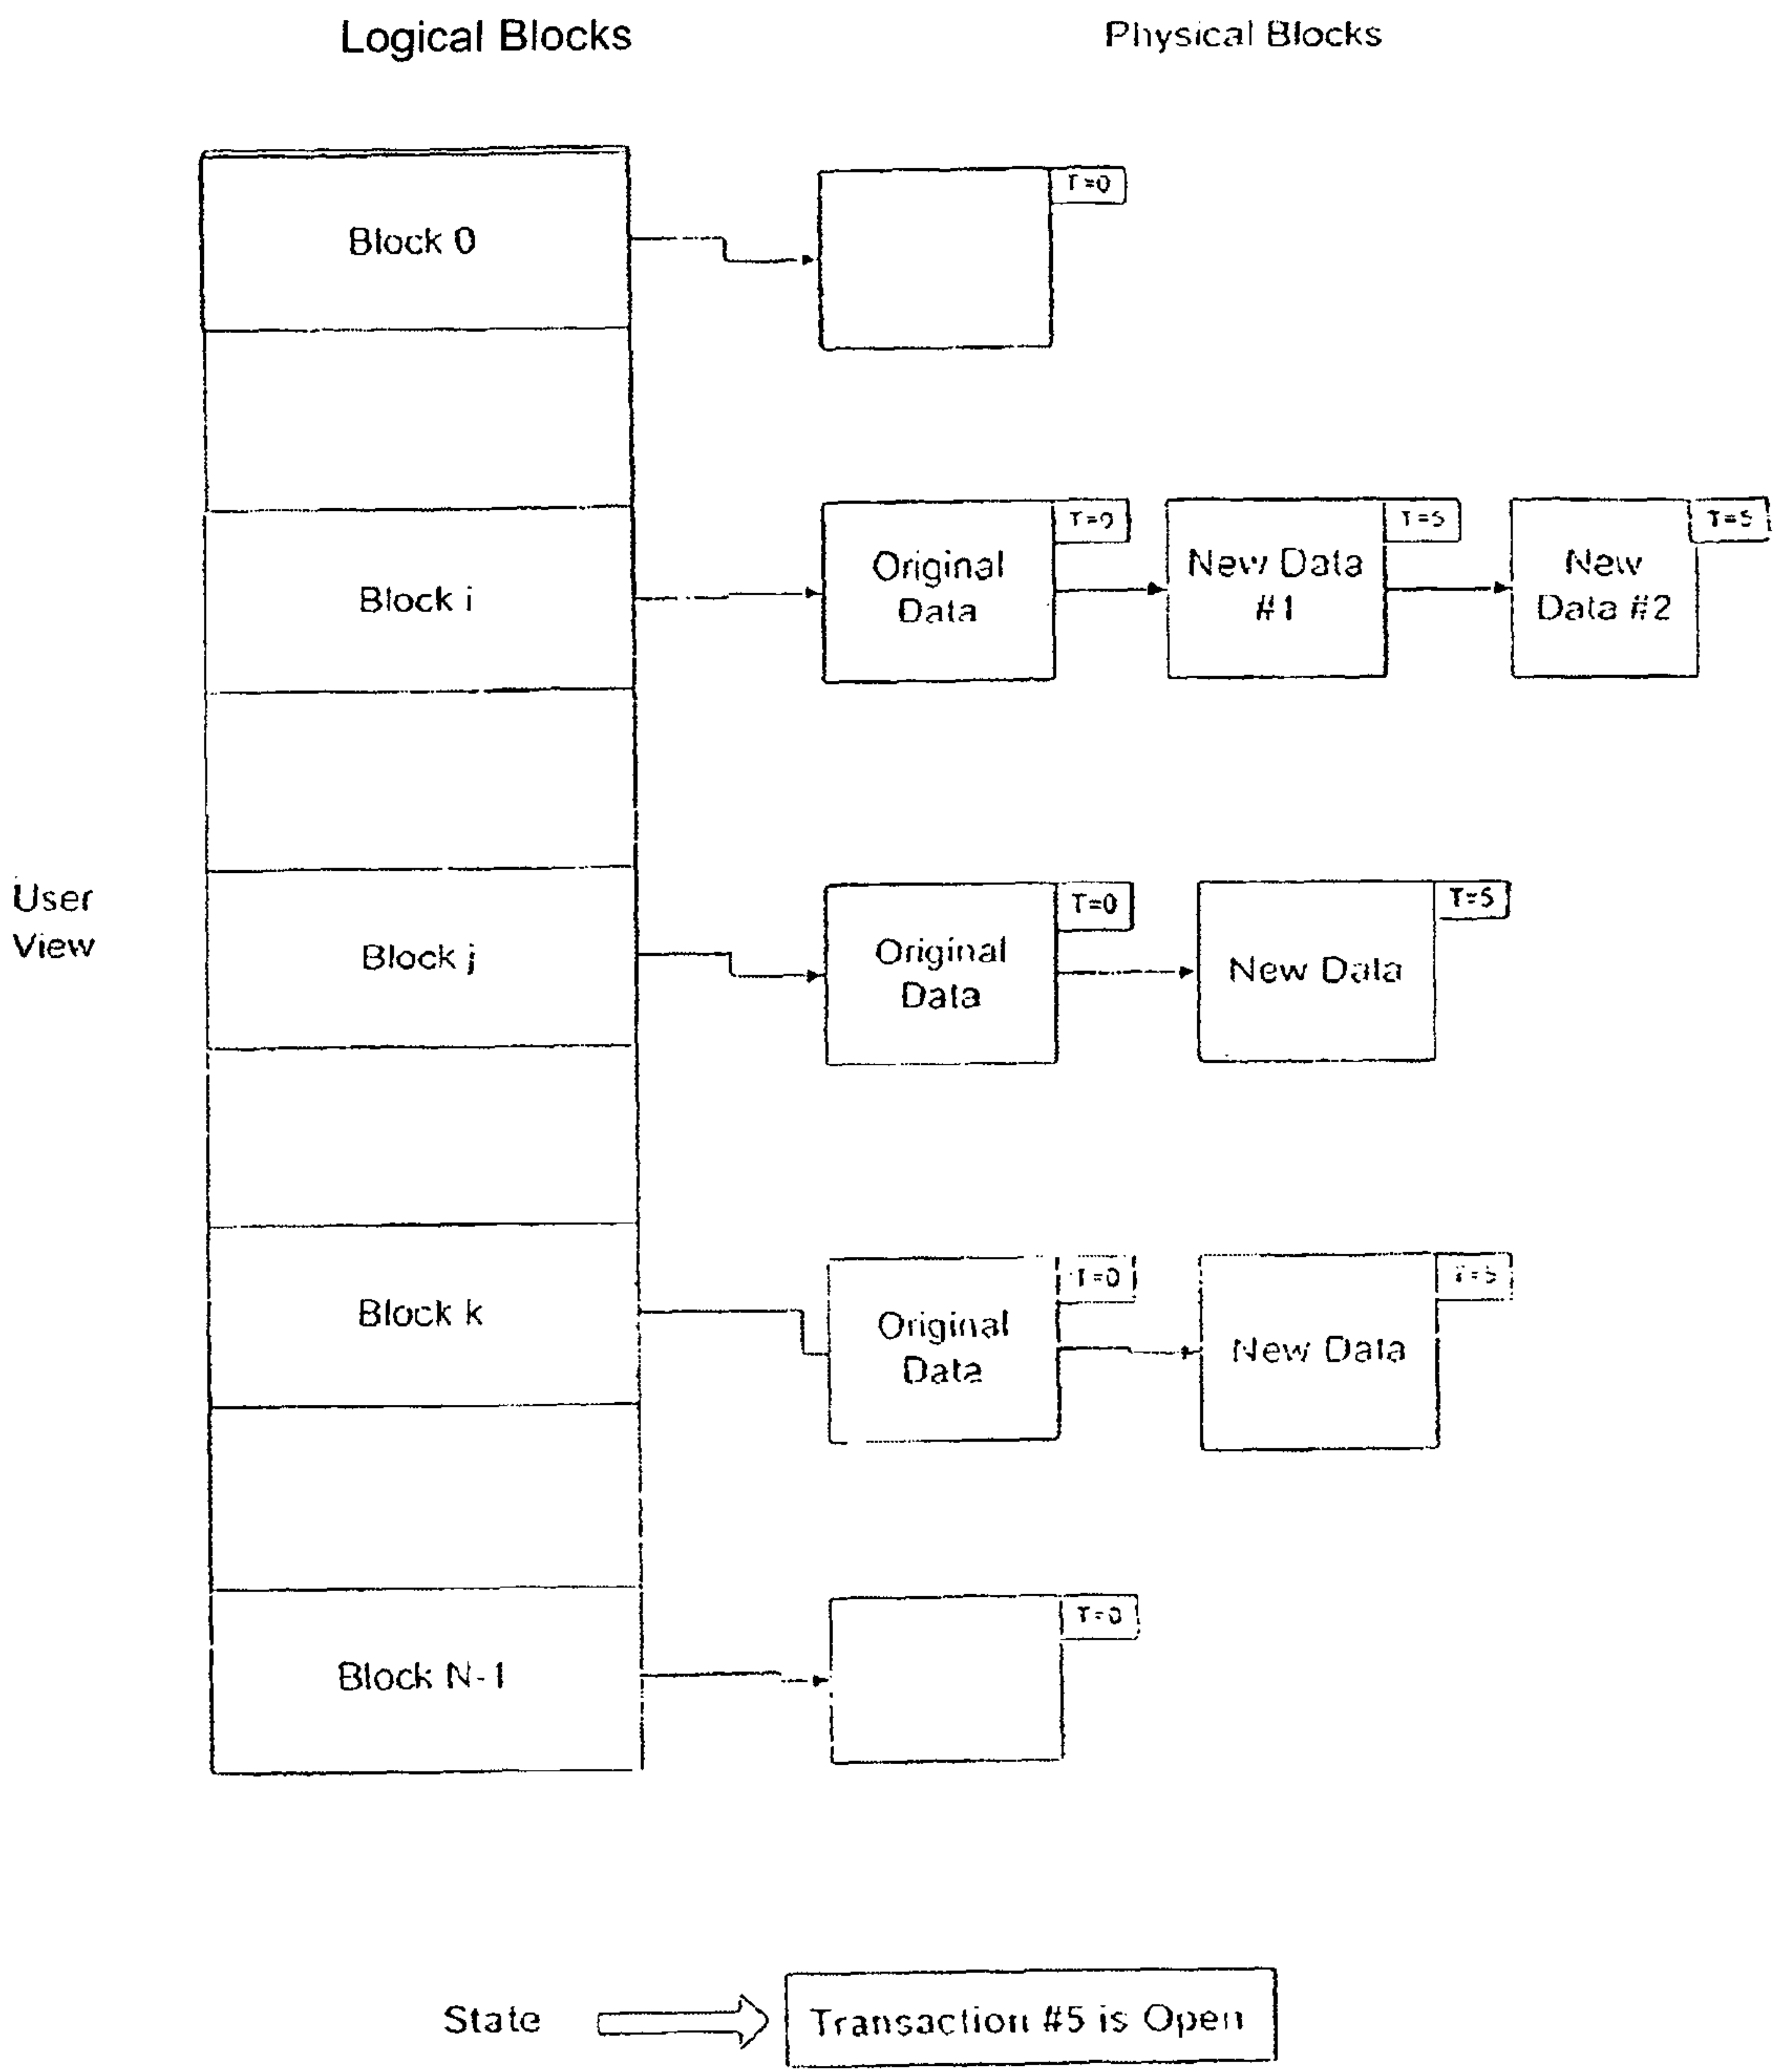 Logical Blocks
Physical Blocks
Block 0
T=0
Block i
Original
Data
T=0
New Data
#1
T=5
New
Data #2
T=5
User
View
Block j
Original
Data
T=0
New Data
T=5
Block k
Original
Data
T=0
New Data
T=5
Block N-1
T=0
State
Transaction #5 is Open